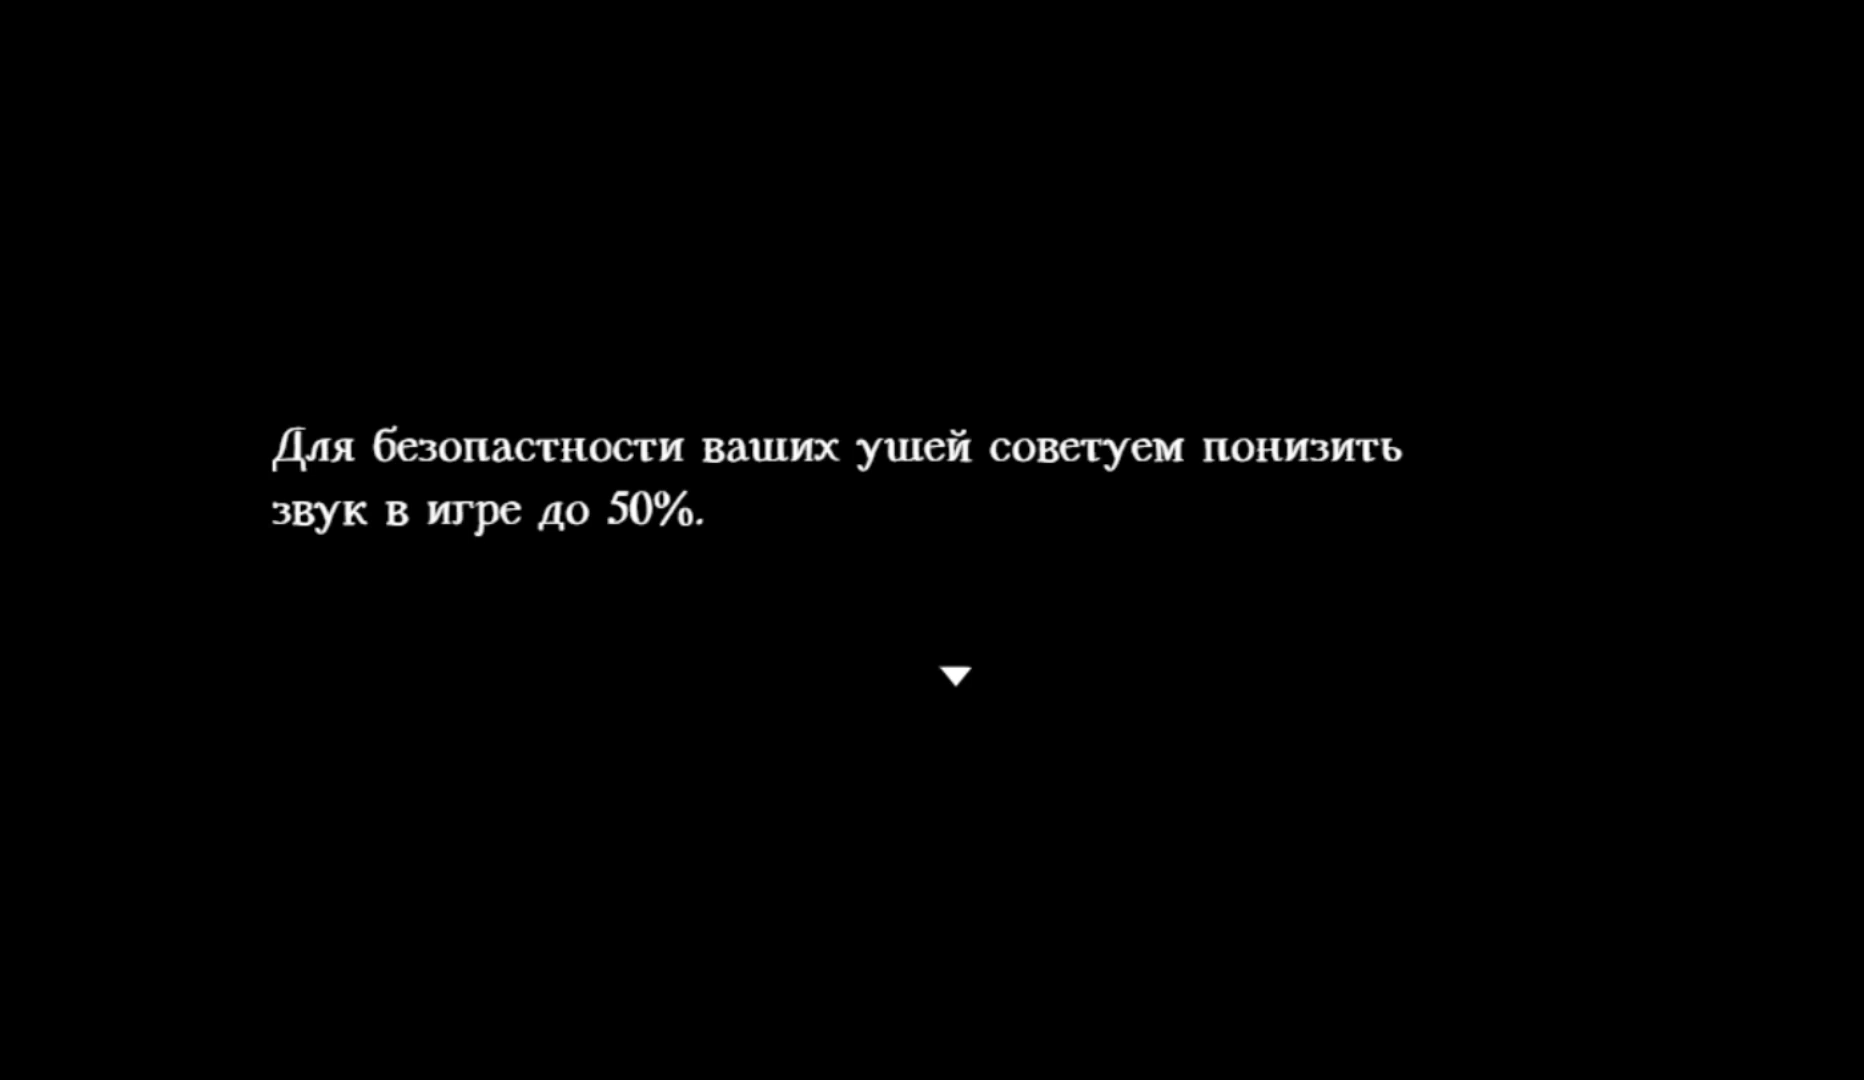 Для безопастности ваших ушей советуем понизить
звук в игре до 50%.